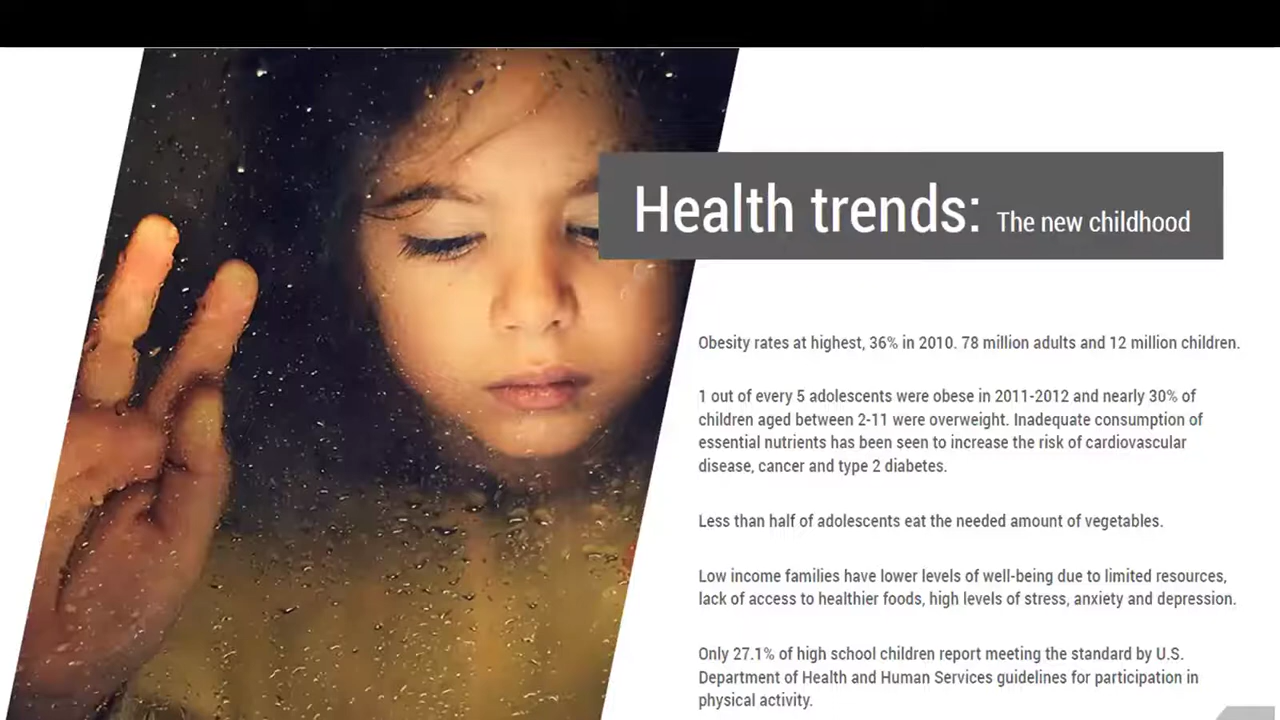 Health trends: The new childhood
Obesity rates at highest, 36% in 2010. 78 million adults and 12 million children.
1 out of every 5 adolescents were obese in 2011-2012 and nearly 30% of
children aged between 2-11 were overweight. Inadequate consumption of
essential nutrients has been seen to increase the risk of cardiovascular
disease, cancer and type 2 diabetes.
Less than half of adolescents eat the needed amount of vegetables.
Low income families have lower levels of well-being due to limited resources,
lack of access to healthier foods, high levels of stress, anxiety and depression.
Only 27.1% of high school children report meeting the standard by U.S.
Department of Health and Human Services guidelines for participation in
physical activity.